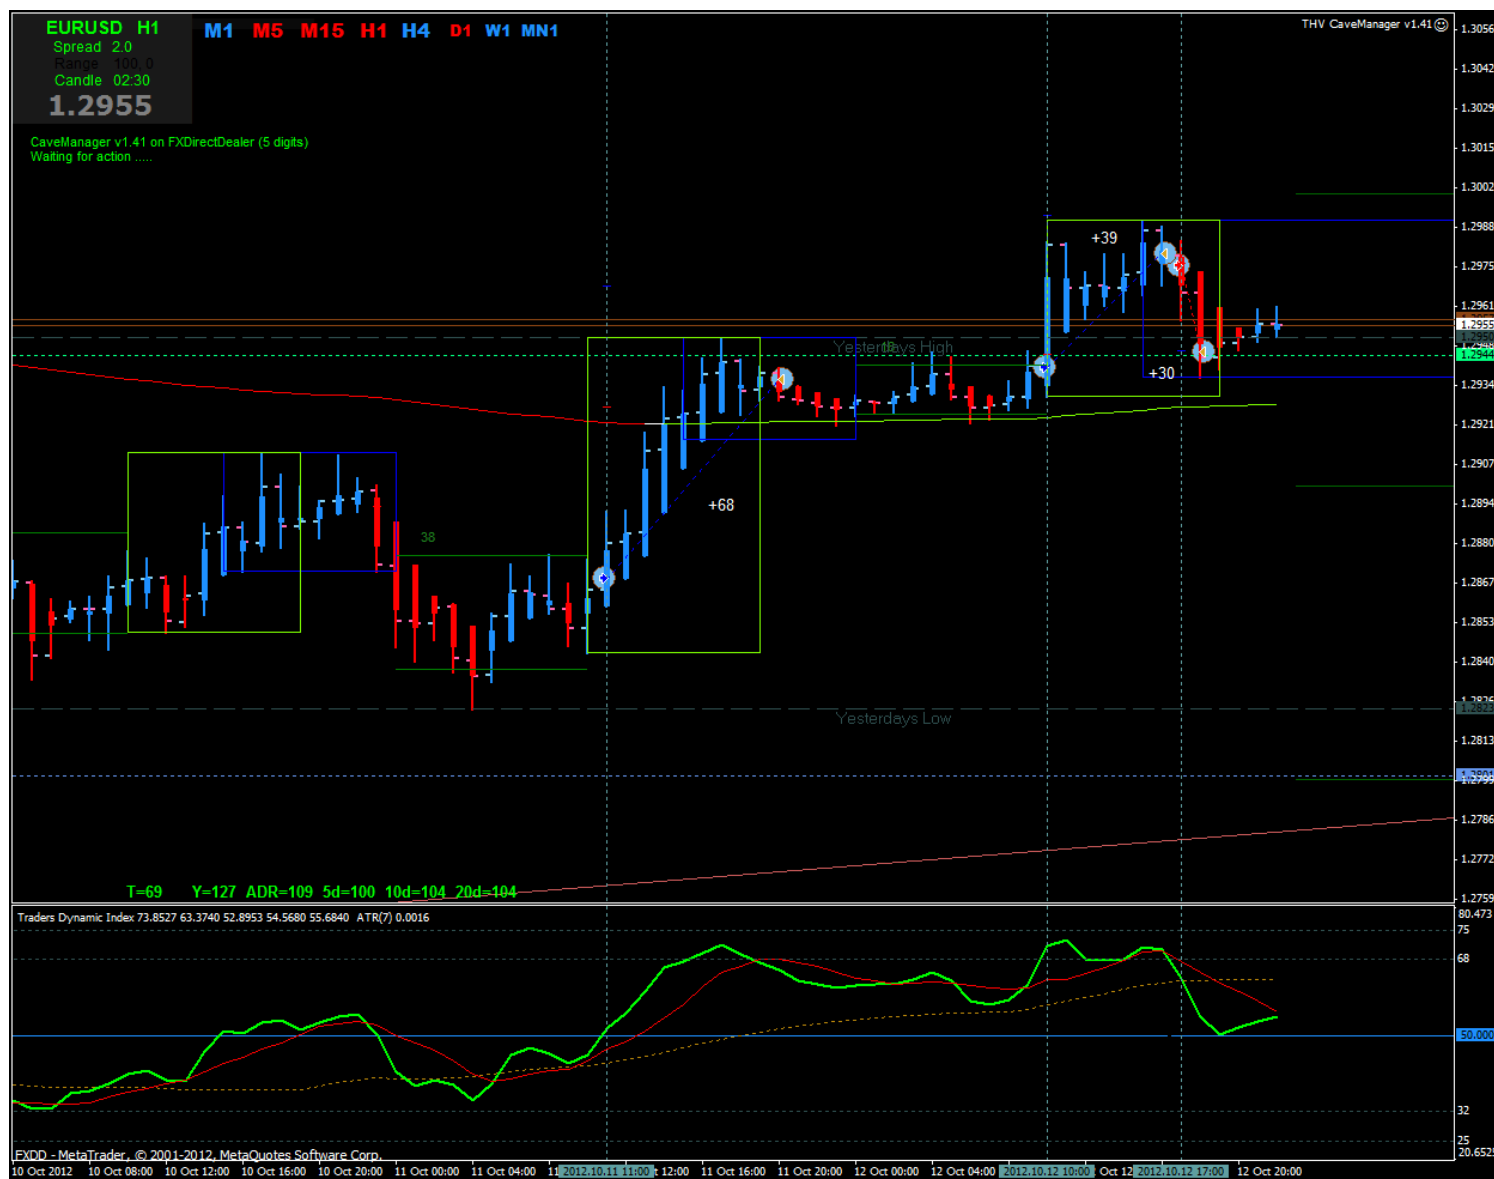 EURUSD H1
M1 M5 M15 H1 H4 D1 W1 MN1
THV CaveManager v1.41
Spread 2.0
Range 100, 0
Candle 02:30
1.2955
CaveManager v1.41 on FXDirectDealer (5 digits)
Waiting for action .....
1.3056
1.3042
1.3029
1.3015
1.3002
1.2988
1.2975
1.2961
1.2955
1.2944
1.2934
1.2921
1.2907
1.2894
1.2880
1.2867
1.2853
1.2840
1.2813
1.2786
1.2772
1.2759
+39
Yesterdays High
+30
+68
38
Yesterdays Low
T=69 Y=127 ADR=109 5d=100 10d=104 20d=104
Traders Dynamic Index 73.8527 63.3740 52.8953 54.5680 55.6840 ATR(7) 0.0016
80.473
75
68
50.000
32
25
20.652
FXDD - MetaTrader, © 2001-2012, MetaQuotes Software Corp.
10 Oct 2012 10 Oct 08:00 10 Oct 12:00 10 Oct 16:00 10 Oct 20:00 11 Oct 00:00 11 Oct 04:00 11 2012.10.11 11:00 t 12:00 11 Oct 16:00 11 Oct 20:00 12 Oct 00:00 12 Oct 04:00 2012.10.12 10:00 Oct 12 2012.10.12 17:00 12 Oct 20:00